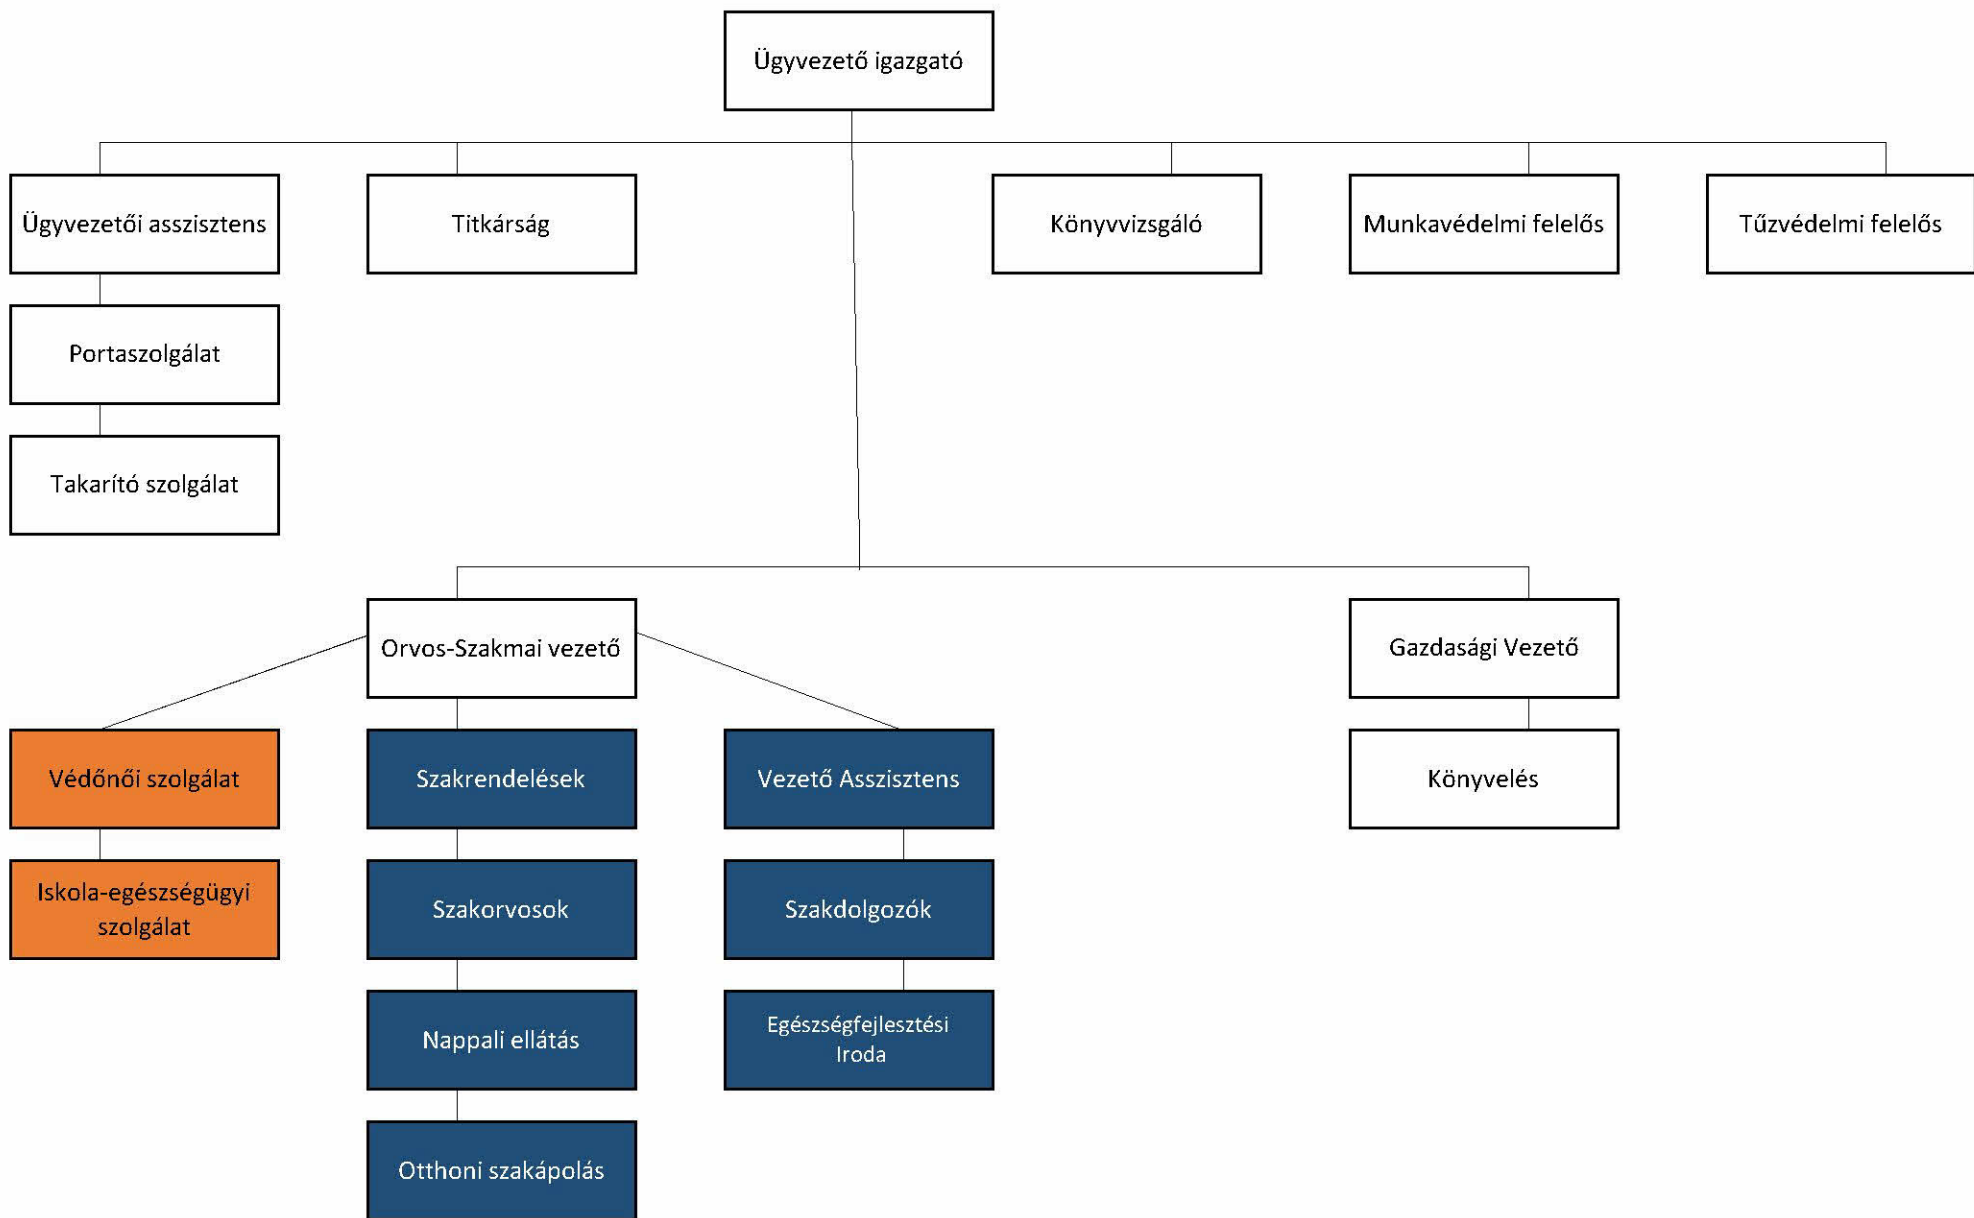 Ügyvezető igazgató
Ügyvezetői asszisztens
Titkárság
Könyvvizsgáló
Munkavédelmi felelős
Tűzvédelmi felelős
Portaszolgálat
Takarító szolgálat
Orvos-Szakmai vezető
Gazdasági Vezető
Védőnői szolgálat
Szakrendelések
Vezető Asszisztens
Könyvelés
Iskola-egészségügyi
szolgálat
Szakorvosok
Szakdolgozók
Nappali ellátás
Egészségfejlesztési
Iroda
Otthoni szakápolás